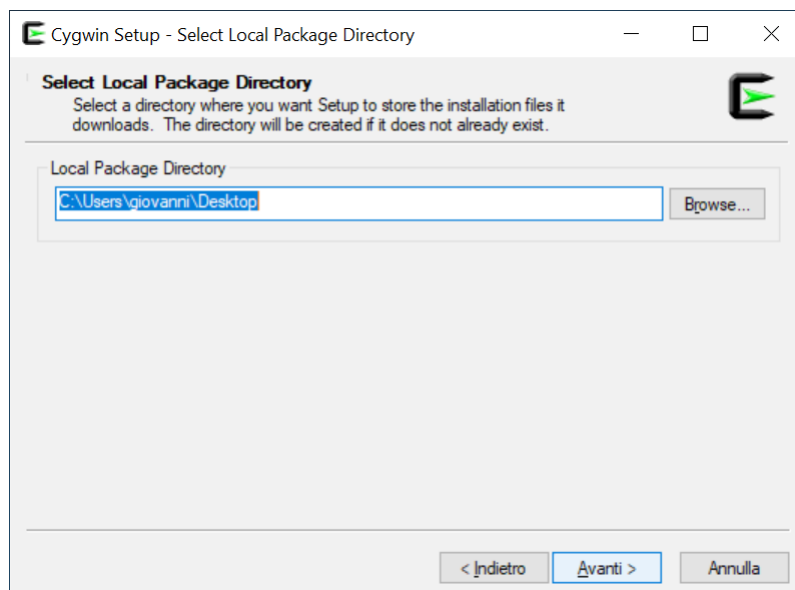 Cygwin Setup - Select Local Package Directory
Select Local Package Directory
Select a directory where you want Setup to store the installation files it
downloads. The directory will be created if it does not already exist.
Local Package Directory
C:\Users\giovanni\Desktop
Browse...
< Indietro
Avanti >
Annulla